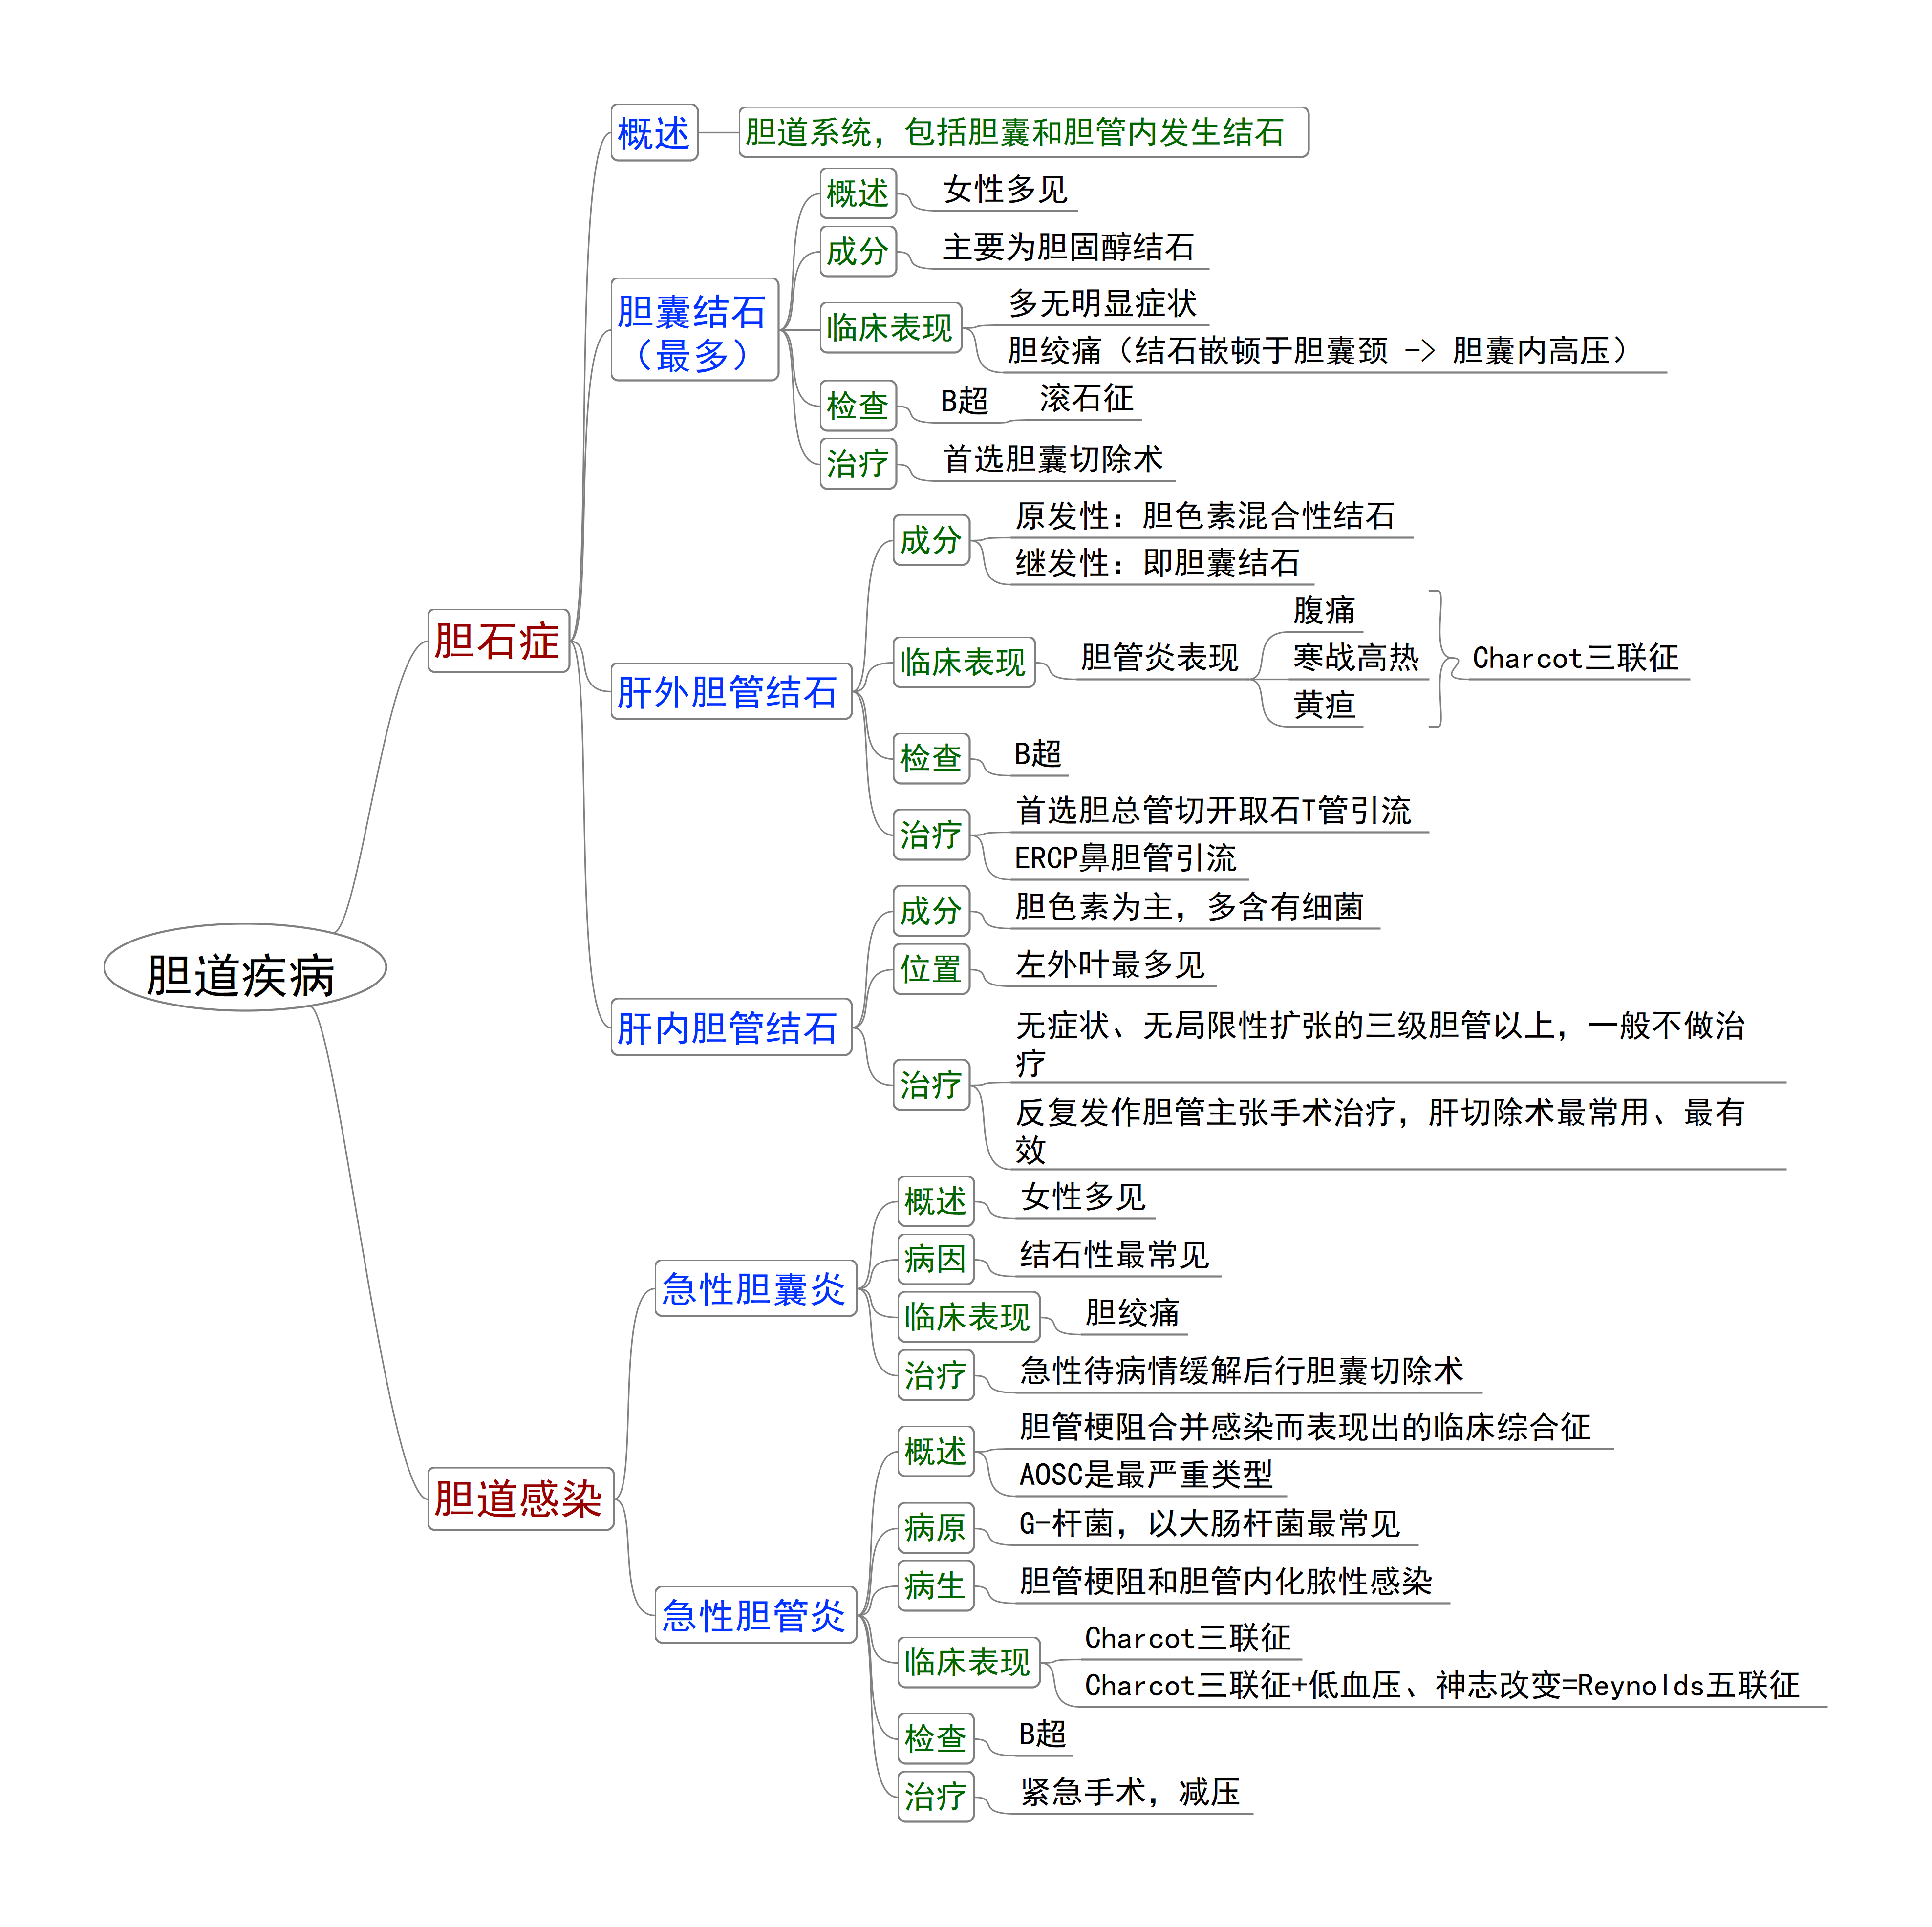 胆道疾病
胆石症
概述
胆道系统，包括胆囊和胆管内发生结石
胆囊结石
（最多）
概述
女性多见
成分
主要为胆固醇结石
临床表现
多无明显症状
胆绞痛（结石嵌顿于胆囊颈 -> 胆囊内高压）
检查
B超
滚石征
治疗
首选胆囊切除术
肝外胆管结石
成分
原发性：胆色素混合性结石
继发性：即胆囊结石
临床表现
胆管炎表现
腹痛
寒战高热
黄疸
Charcot三联征
检查
B超
治疗
首选胆总管切开取石T管引流
ERCP鼻胆管引流
肝内胆管结石
成分
胆色素为主，多含有细菌
位置
左外叶最多见
治疗
无症状、无局限性扩张的三级胆管以上，一般不做治
疗
反复发作胆管主张手术治疗，肝切除术最常用、最有
效
胆道感染
急性胆囊炎
概述
女性多见
病因
结石性最常见
临床表现
胆绞痛
治疗
急性待病情缓解后行胆囊切除术
急性胆管炎
概述
胆管梗阻合并感染而表现出的临床综合征
AOSC是最严重类型
病原
G-杆菌，以大肠杆菌最常见
病生
胆管梗阻和胆管内化脓性感染
临床表现
Charcot三联征
Charcot三联征+低血压、神志改变=Reynolds五联征
检查
B超
治疗
紧急手术，减压